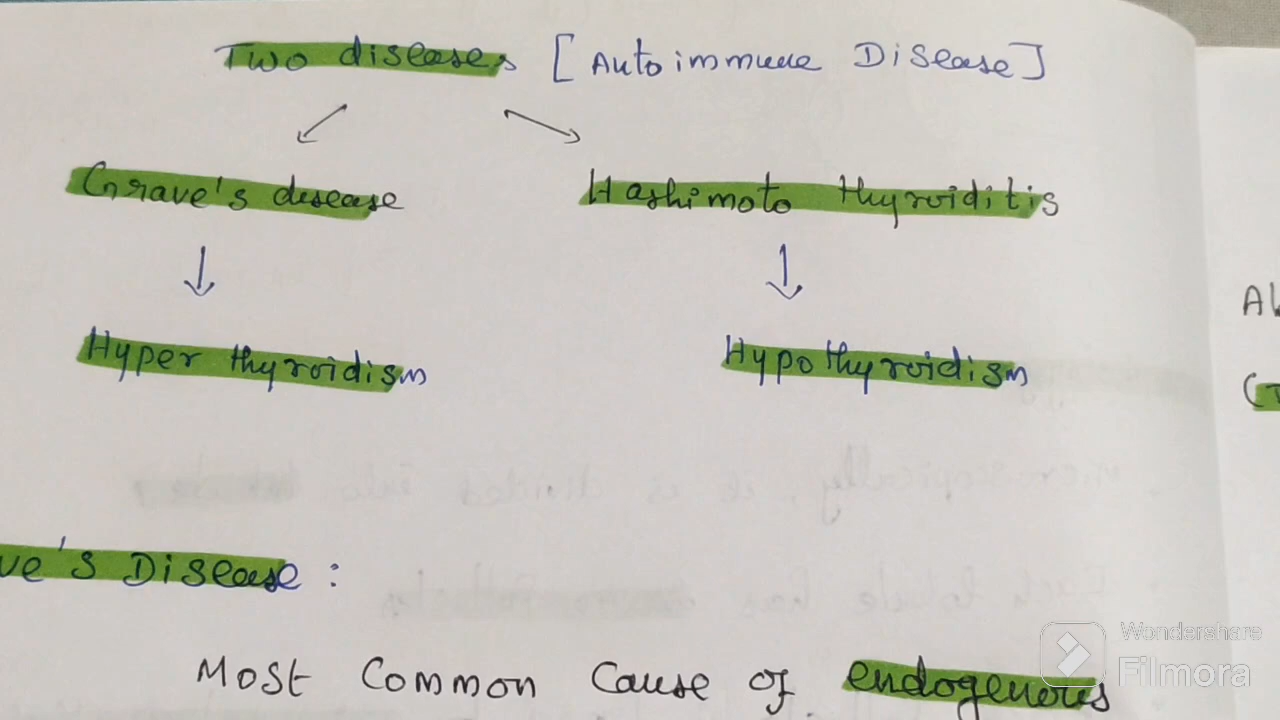 Two diseases [Autoimmune Disease]
Grave's disease
Hashimoto thyroiditis
Hyper thyroidism
Hypothyroidism
ve's Disease:
Most Common Cause of endogenous
Wondershare
Filmora